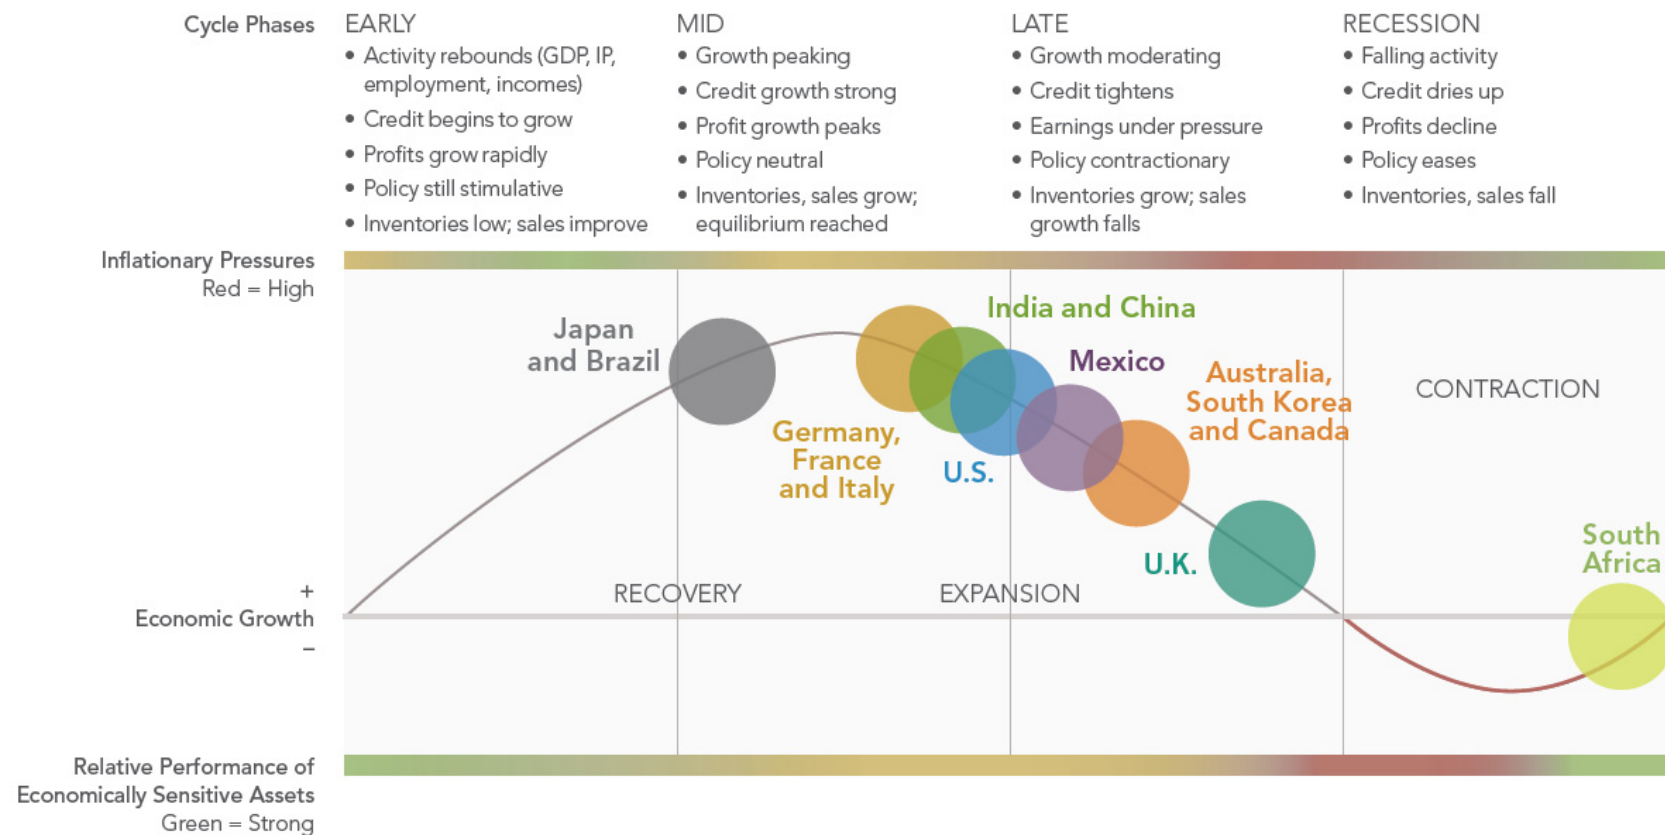 Cycle Phases
EARLY
• Activity rebounds (GDP, IP,
employment, incomes)
• Credit begins to grow
• Profits grow rapidly
• Policy still stimulative
• Inventories low; sales improve
MID
• Growth peaking
• Credit growth strong
• Profit growth peaks
• Policy neutral
• Inventories, sales grow;
equilibrium reached
LATE
• Growth moderating
• Credit tightens
• Earnings under pressure
• Policy contractionary
• Inventories grow; sales
growth falls
RECESSION
• Falling activity
• Credit dries up
• Profits decline
• Policy eases
• Inventories, sales fall
Inflationary Pressures
Red = High
Japan
and Brazil
Germany,
France
and Italy
India and China
U.S.
Mexico
Australia,
South Korea
and Canada
U.K.
South
Africa
CONTRACTION
RECOVERY
EXPANSION
+
Economic Growth
–
Relative Performance of
Economically Sensitive Assets
Green = Strong